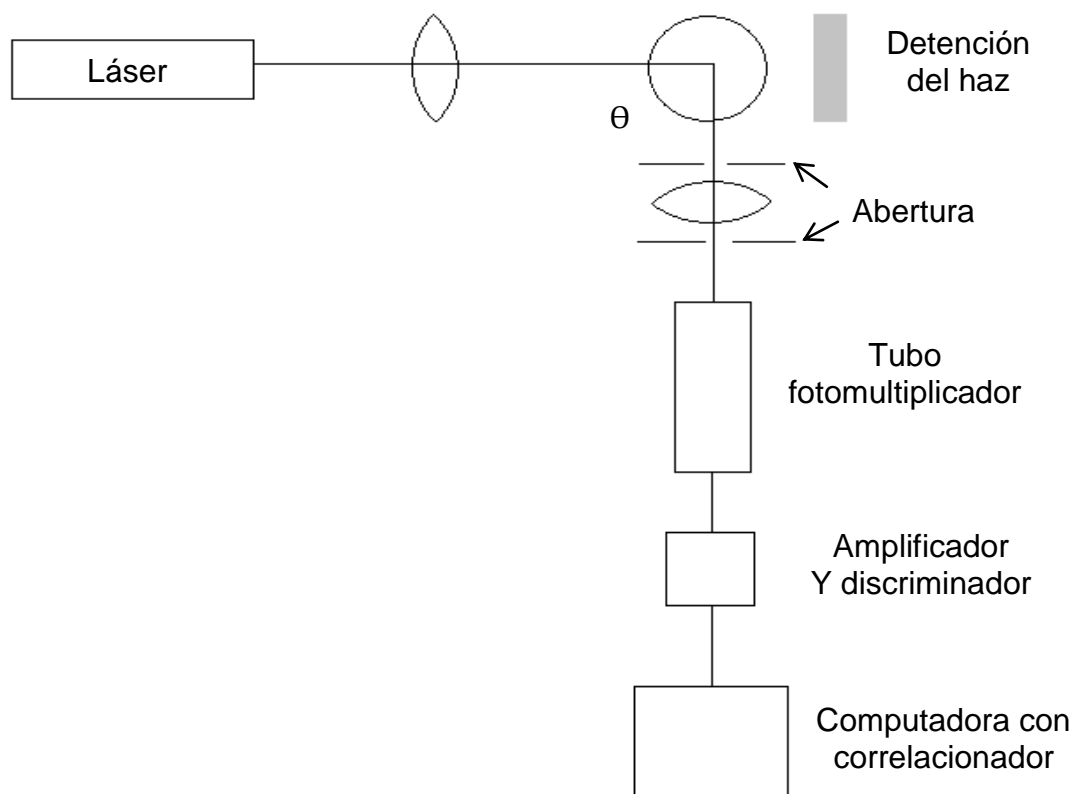 Láser
Detención
del haz
θ
Abertura
Tubo
fotomultiplicador
Amplificador
Y discriminador
Computadora con
correlacionador